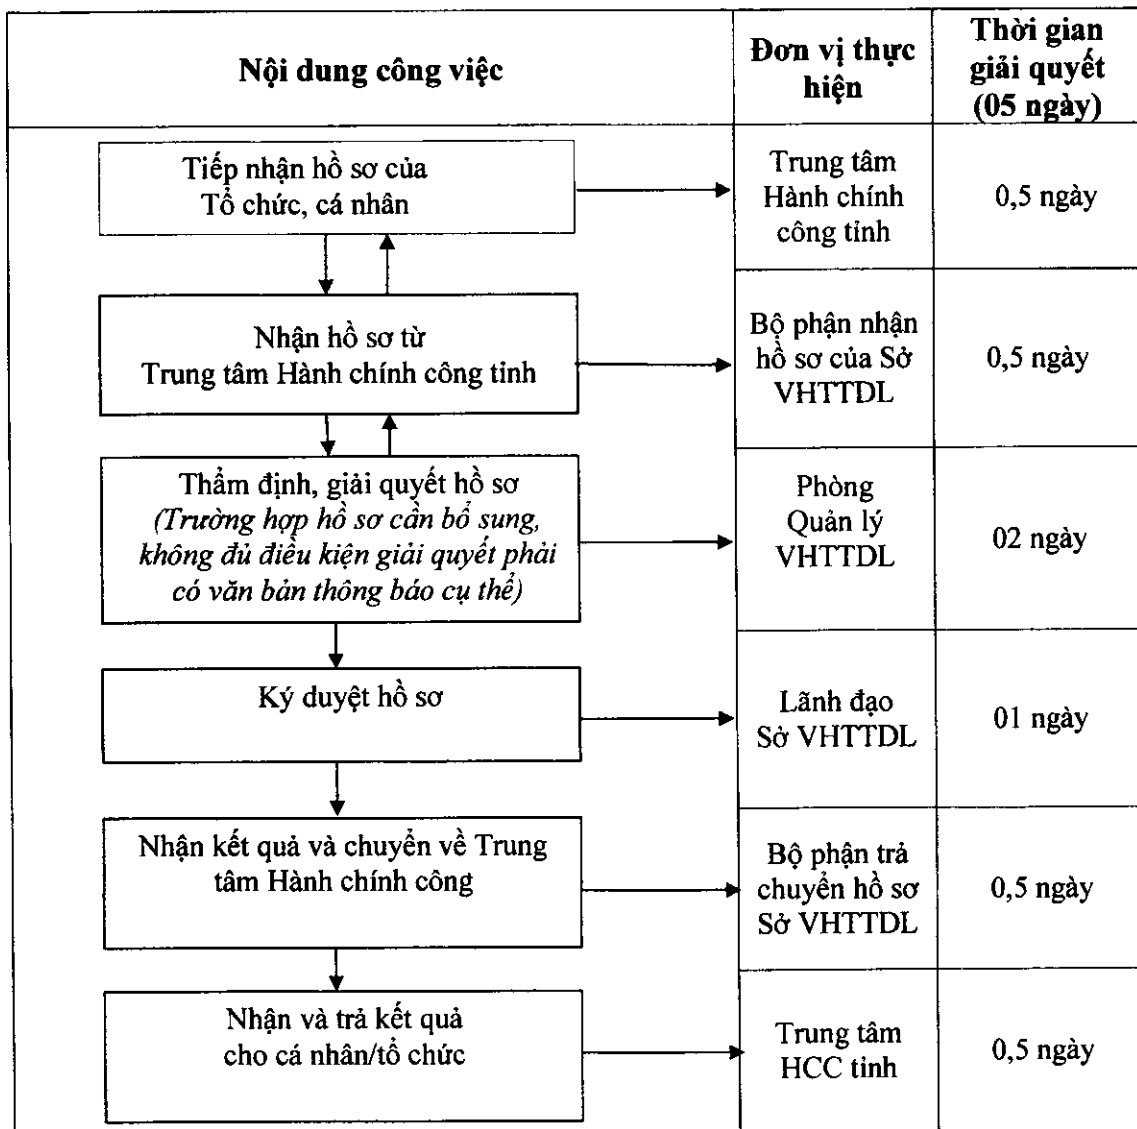 Nội dung công việc
Đơn vị thực
hiện
Thời gian
giải quyết
(05 ngày)
Tiếp nhận hồ sơ của
Tổ chức, cá nhân
Trung tâm
Hành chính
công tỉnh
0,5 ngày
Nhận hồ sơ từ
Trung tâm Hành chính công tỉnh
Bộ phận nhận
hồ sơ của Sở
VHTTDL
0,5 ngày
Thẩm định, giải quyết hồ sơ
(Trường hợp hồ sơ cần bổ sung,
không đủ điều kiện giải quyết phải
có văn bản thông báo cụ thể)
Phòng
Quản lý
VHTTDL
02 ngày
Ký duyệt hồ sơ
Lãnh đạo
Sở VHTTDL
01 ngày
Nhận kết quả và chuyển về Trung
tâm Hành chính công
Bộ phận trả
chuyển hồ sơ
Sở VHTTDL
0,5 ngày
Nhận và trả kết quả
cho cá nhân/tổ chức
Trung tâm
HCC tỉnh
0,5 ngày